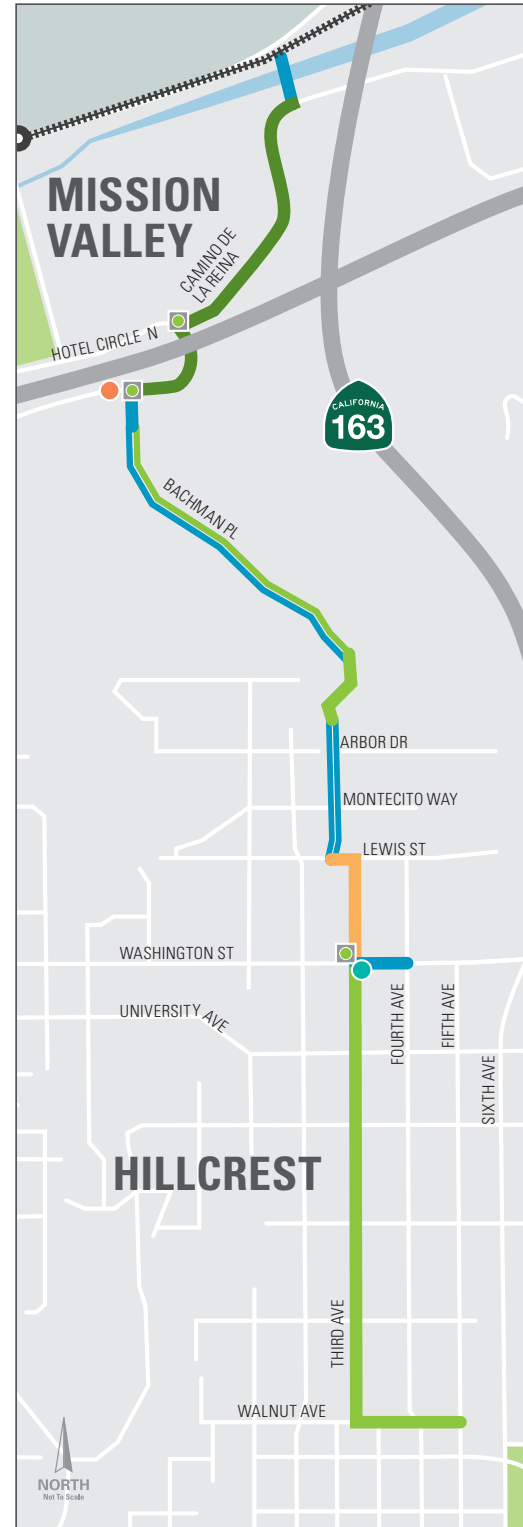 MISSION
VALLEY
CAMINO DE
LA REINA
HOTEL CIRCLE N
CALIFORNIA
163
BACHMAN PL
ARBOR DR
MONTECITO WAY
LEWIS ST
WASHINGTON ST
UNIVERSITY AVE
FOURTH AVE
FIFTH AVE
SIXTH AVE
HILLCREST
THIRD AVE
WALNUT AVE
NORTH
Not To Scale